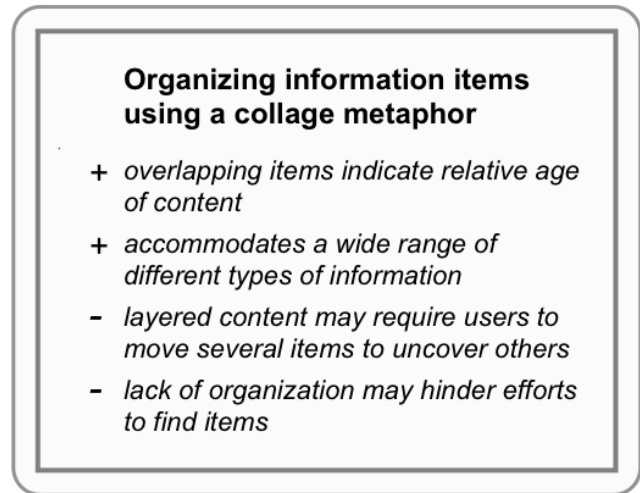 Organizing information items
using a collage metaphor
+ overlapping items indicate relative age
of content
+ accommodates a wide range of
different types of information
- layered content may require users to
move several items to uncover others
- lack of organization may hinder efforts
to find items